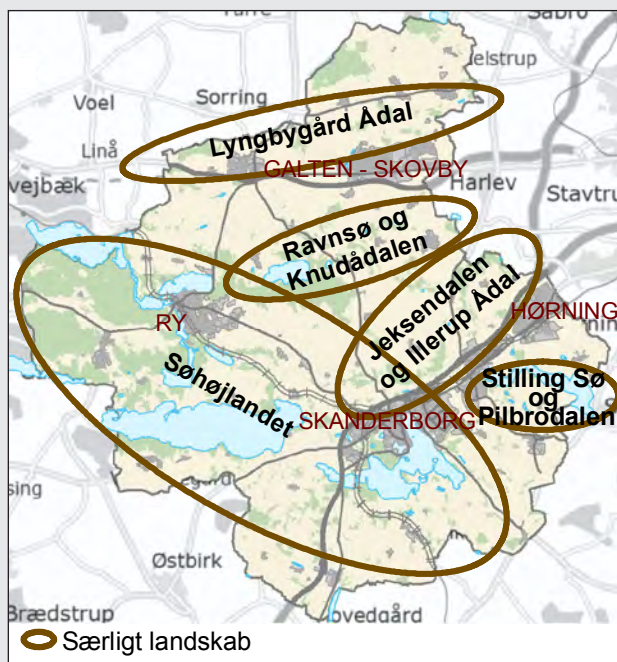 Sabro
elstrup
Voel
Sorring
Lyngbygård Ådal
Linå
GALTEN - SKOVBY
vejbæk
Harlev
Stavtru
Ravnsø og
Knudådalen
Jeksendalen
og Illerup Ådal
HØRNING
RY
Søhøjlandet
Stilling Sø
og
Pilbrodalen
SKANDERBORG
Østbirk
Brædstrup
ovedgård
Særligt landskab